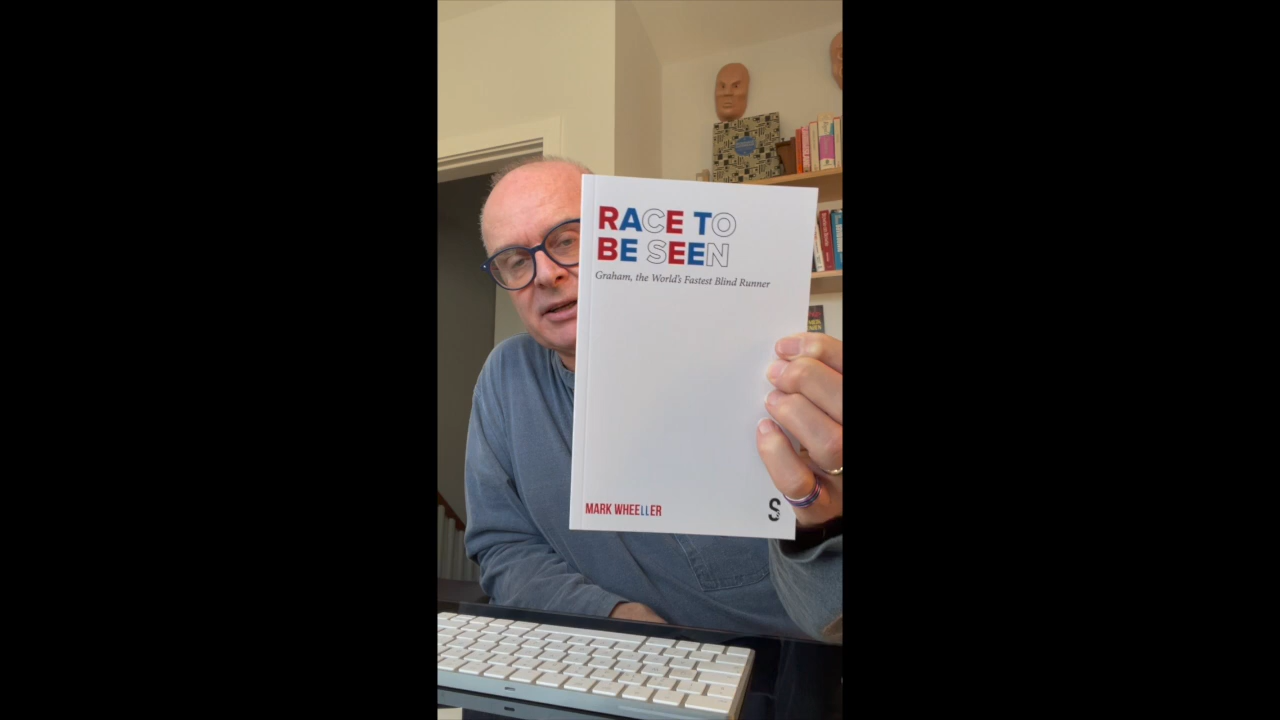 RACE TO
BE SEEN
Graham, the World's Fastest Blind Runner
MARK WHEELLER
S